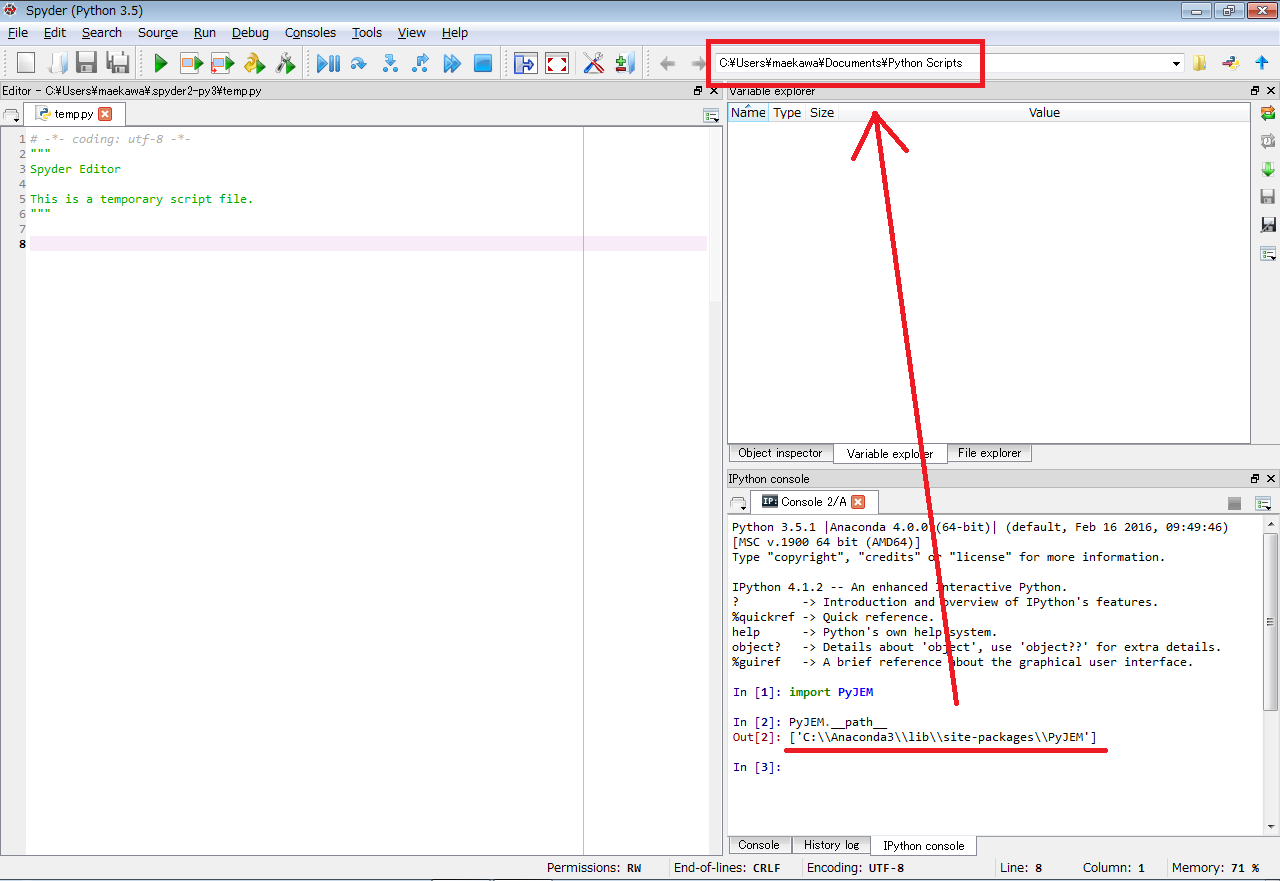 Spyder (Python 3.5)
File Edit Search Source Run Debug Consoles Tools View Help
C:¥Users¥maekawa¥Documents¥Python Scripts
Editor - C:¥Users¥maekawa¥.spyder2-py3¥temp.py
temp.py
1 # -*- coding: utf-8 -*-
2 """
3 Spyder Editor
4
5 This is a temporary script file.
6 """
7
8
Variable explorer
Name Type Size Value
Object inspector Variable explorer File explorer
IPython console
IP: Console 2/A
Python 3.5.1 |Anaconda 4.0.0 (64-bit)| (default, Feb 16 2016, 09:49:46)
[MSC v.1900 64 bit (AMD64)]
Type "copyright", "credits" or "license" for more information.
IPython 4.1.2 -- An enhanced Interactive Python.
? -> Introduction and overview of IPython's features.
%quickref -> Quick reference.
help -> Python's own help system.
object? -> Details about 'object', use 'object??' for extra details.
%guiref -> A brief reference about the graphical user interface.
In [1]: import PyJEM
In [2]: PyJEM.__path__
Out[2]: ['C:\\Anaconda3\\lib\\site-packages\\PyJEM']
In [3]:
Console History log IPython console
Permissions: RW End-of-lines: CRLF Encoding: UTF-8 Line: 8 Column: 1 Memory: 71 %